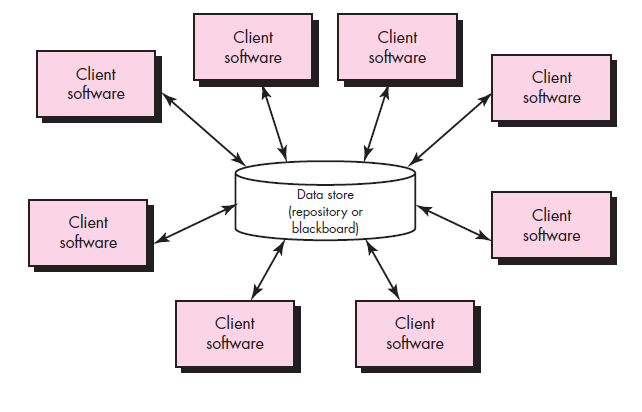 Client
software
Client
software
Client
software
Client
software
Data store
(repository or
blackboard)
Client
software
Client
software
Client
software
Client
software